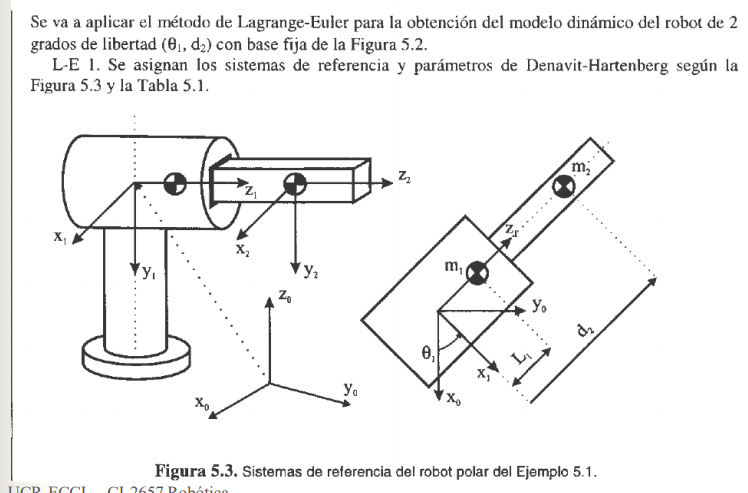 Se va a aplicar el método de Lagrange-Euler para la obtención del modelo dinámico del robot de 2
grados de libertad (θ₁, d₂) con base fija de la Figura 5.2.
L-E 1. Se asignan los sistemas de referencia y parámetros de Denavit-Hartenberg según la
Figura 5.3 y la Tabla 5.1.
z₁
z₂
x₁
y₁
x₂
y₂
z₀
x₀
y₀
m₂
zᵣ
m₁
y₀
θ₁
x₁
L₁
d₂
x₀
Figura 5.3. Sistemas de referencia del robot polar del Ejemplo 5.1.